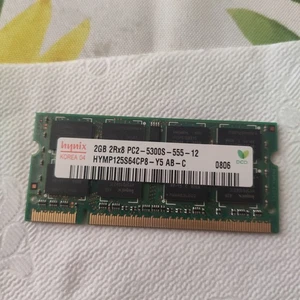 hynix
KOREA 04
2GB 2Rx8 PC2-5300S-555-12
HYMP125S64CP8-Y5 AB-C
0806